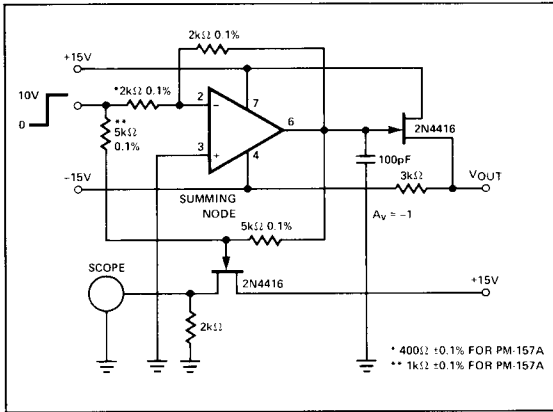 2kΩ 0.1%
+15V
10V
0
*2kΩ 0.1%
2
7
6
2N4416
**
5kΩ
0.1%
3
4
100pF
3kΩ
VOUT
-15V
SUMMING
NODE
AV = -1
5kΩ 0.1%
SCOPE
2N4416
+15V
2kΩ
* 400Ω ±0.1% FOR PM-157A
** 1kΩ ±0.1% FOR PM-157A